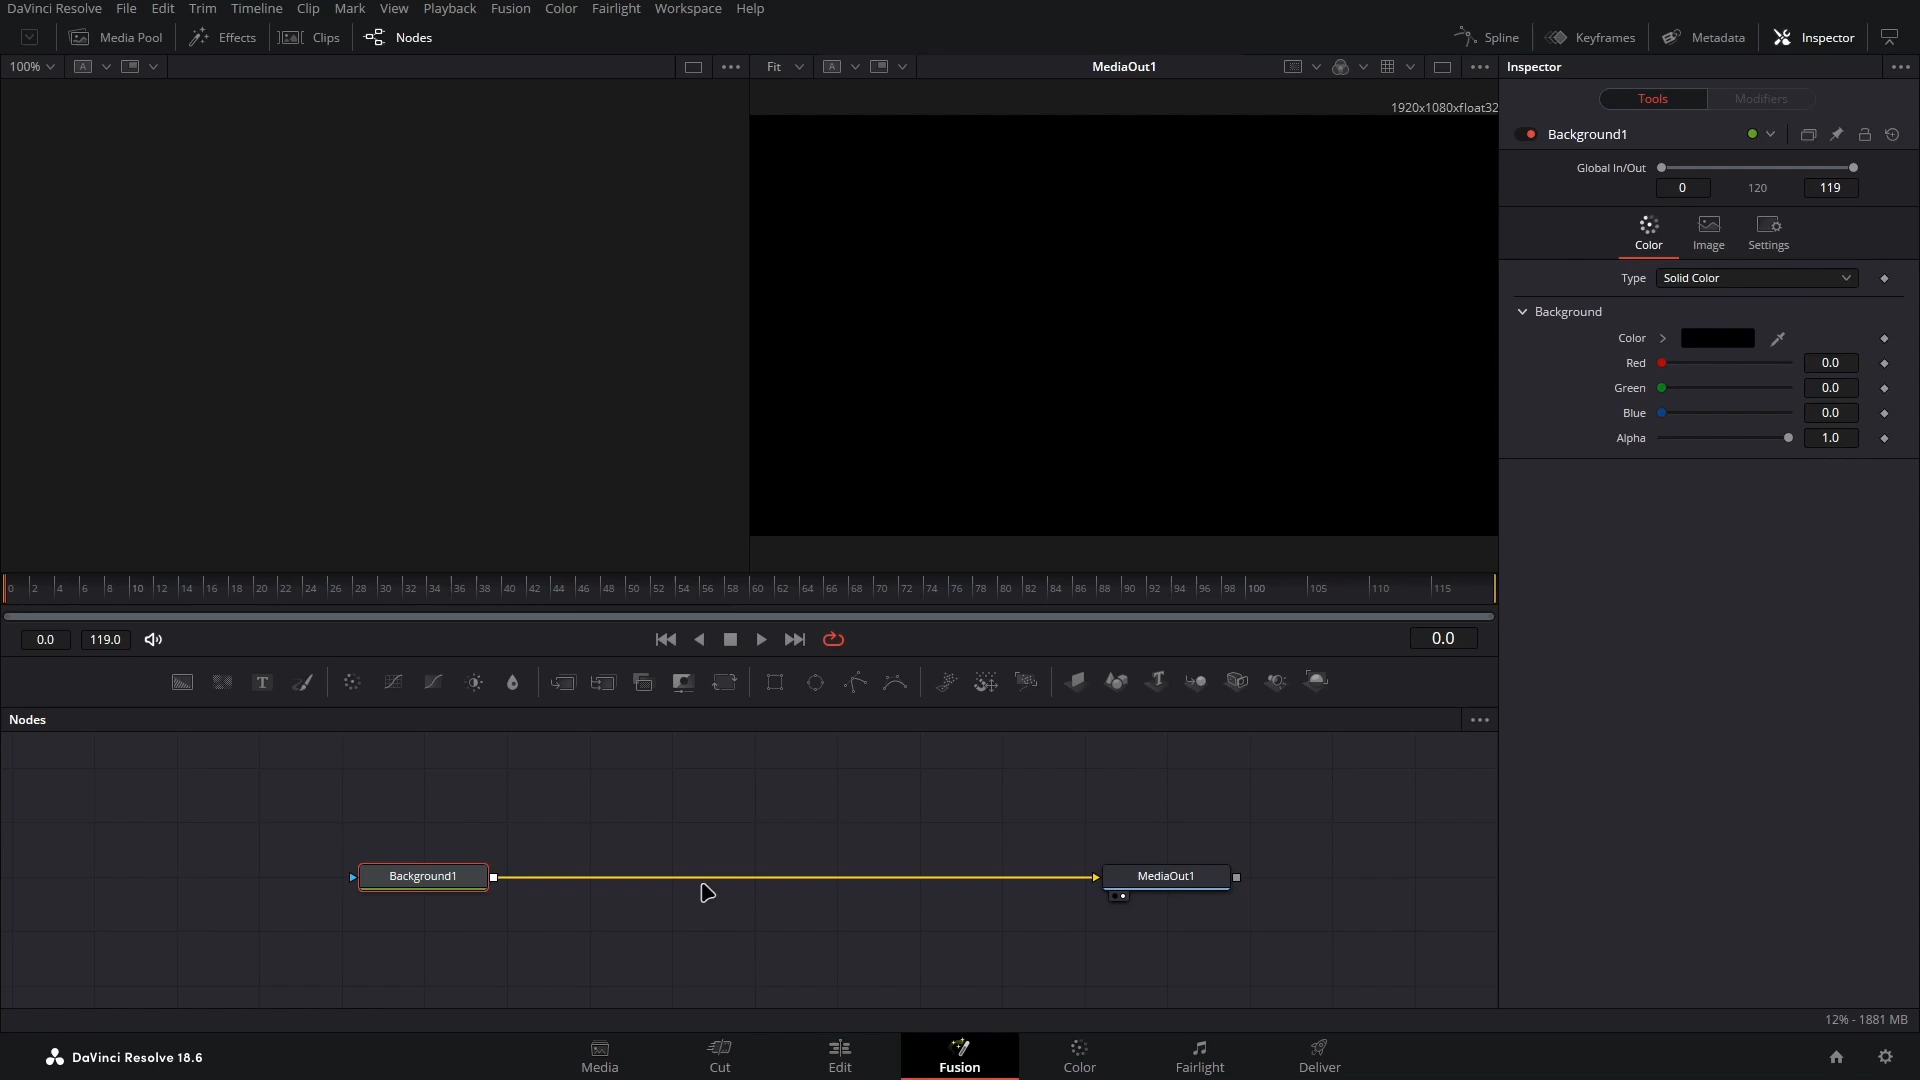 DaVinci Resolve File Edit Trim Timeline Clip Mark View Playback Fusion Color Fairlight Workspace Help
Media Pool Effects Clips Nodes Spline Keyframes Metadata Inspector
100% A Fit A MediaOut1 Inspector
1920x1080xfloat32
Tools Modifiers
Background1
Global In/Out
0 120 119
Color Image Settings
Type Solid Color
Background
Color
Red 0.0
Green 0.0
Blue 0.0
Alpha 1.0
0 2 4 6 8 10 12 14 16 18 20 22 24 26 28 30 32 34 36 38 40 42 44 46 48 50 52 54 56 58 60 62 64 66 68 70 72 74 76 78 80 82 84 86 88 90 92 94 96 98 100 105 110 115
0.0 119.0 0.0
T T
Nodes
Background1 MediaOut1
12% - 1881 MB
DaVinci Resolve 18.6
Media Cut Edit Fusion Color Fairlight Deliver